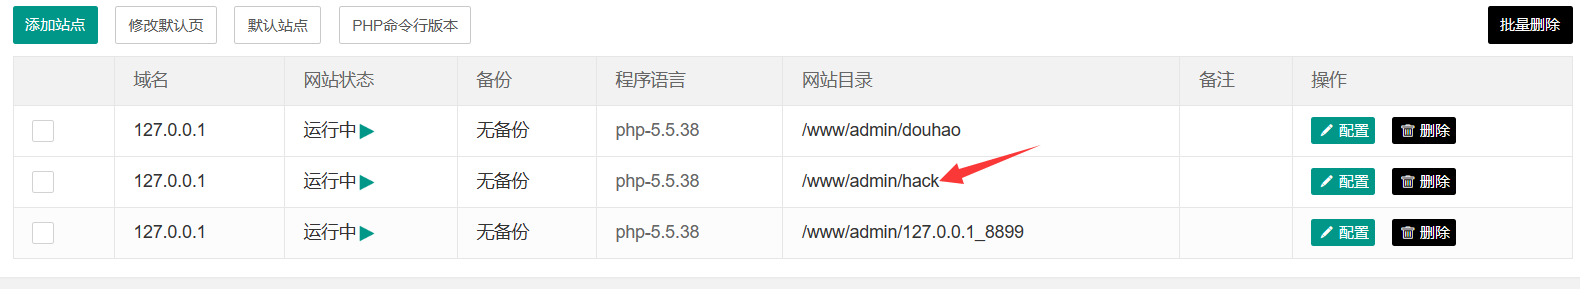 添加站点 修改默认页 默认站点 PHP命令行版本 批量删除
域名 网站状态 备份 程序语言 网站目录 备注 操作
127.0.0.1 运行中 无备份 php-5.5.38 /www/admin/douhao 配置 删除
127.0.0.1 运行中 无备份 php-5.5.38 /www/admin/hack 配置 删除
127.0.0.1 运行中 无备份 php-5.5.38 /www/admin/127.0.0.1_8899 配置 删除